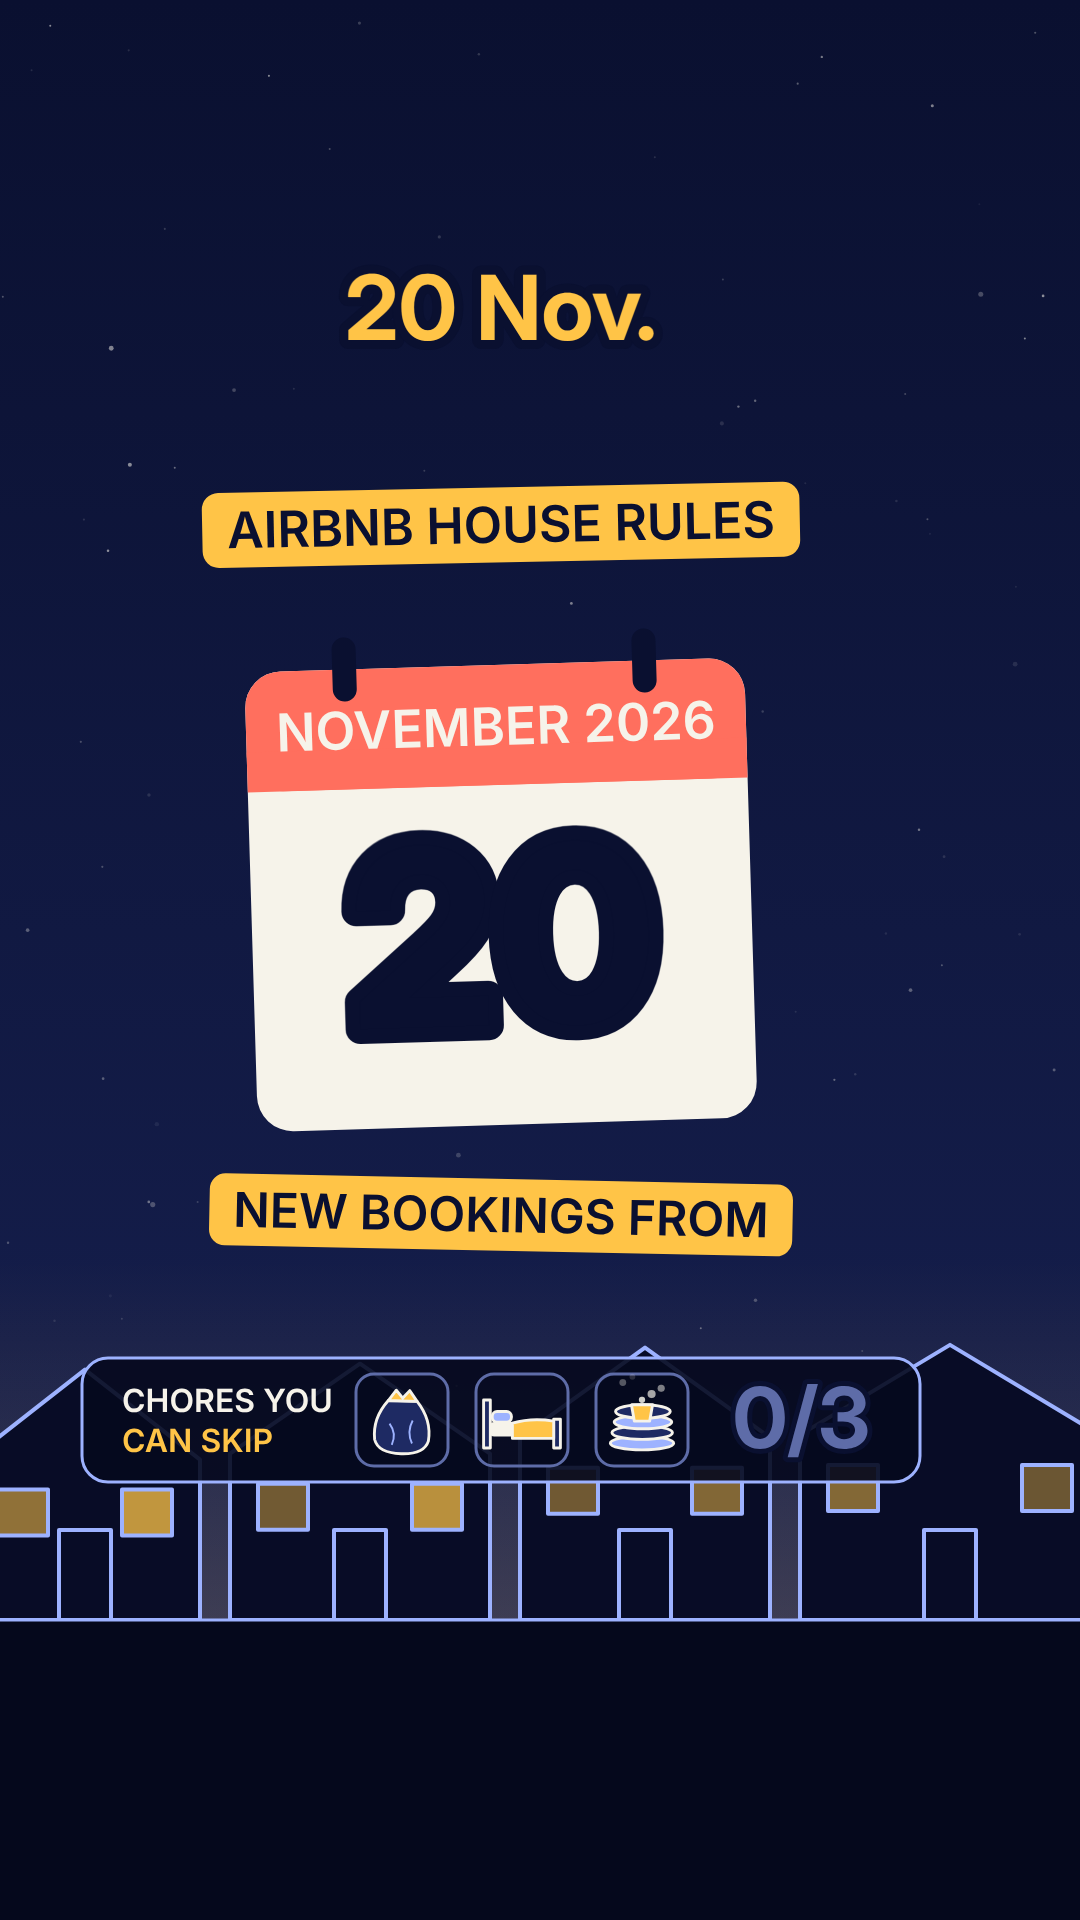 20 Nov.
AIRBNB HOUSE RULES
NOVEMBER 2026
20
NEW BOOKINGS FROM
CHORES YOU
CAN SKIP
0/3